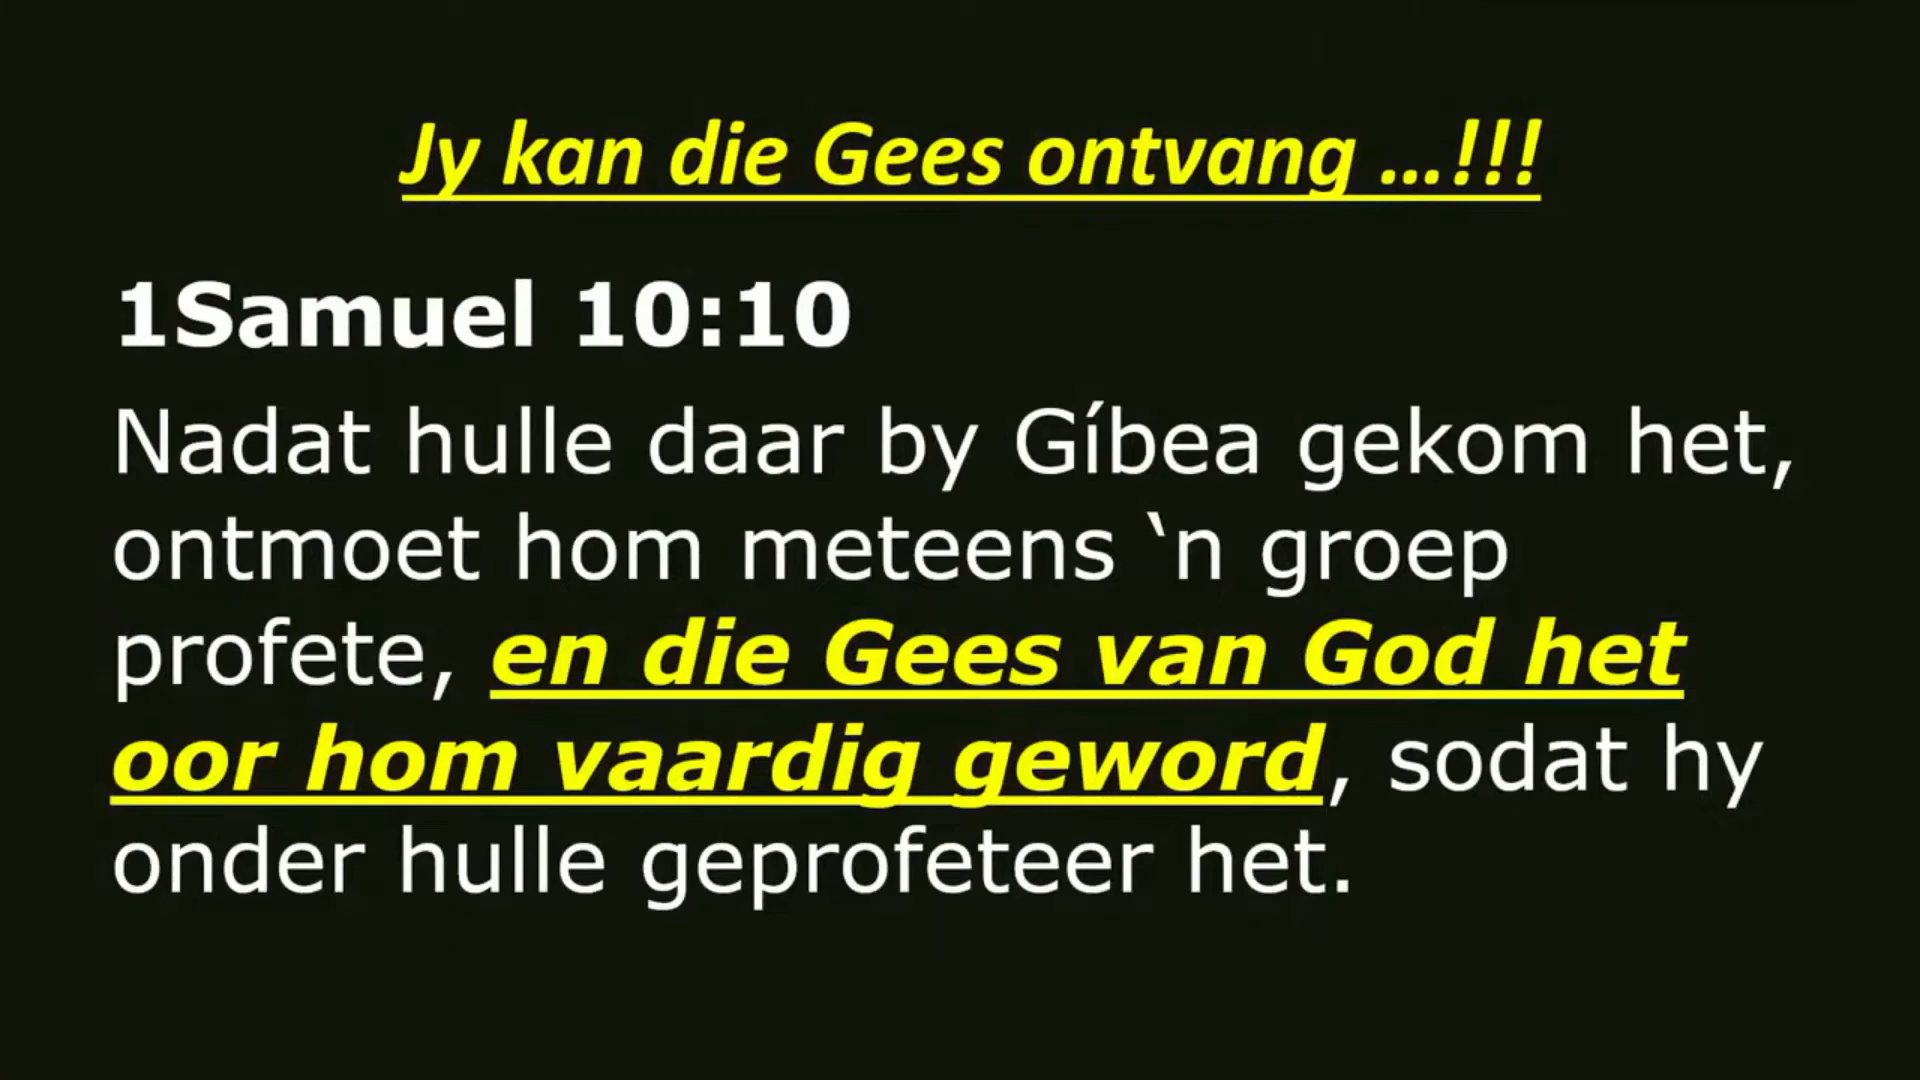 Jy kan die Gees ontvang …!!!
1Samuel 10:10
Nadat hulle daar by Gíbea gekom het,
ontmoet hom meteens ‘n groep
profete, en die Gees van God het
oor hom vaardig geword, sodat hy
onder hulle geprofeteer het.